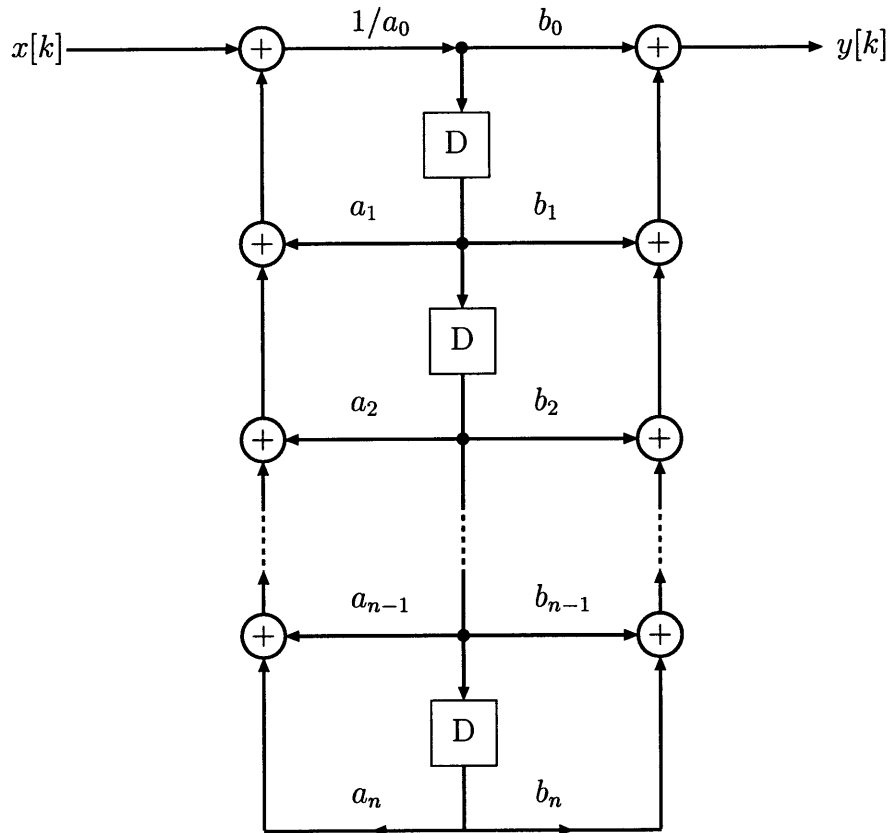 x[k] + 1/a₀ b₀ + y[k]
D
+ a₁ b₁ +
D
+ a₂ b₂ +
+ aₙ₋₁ bₙ₋₁ +
D
aₙ bₙ